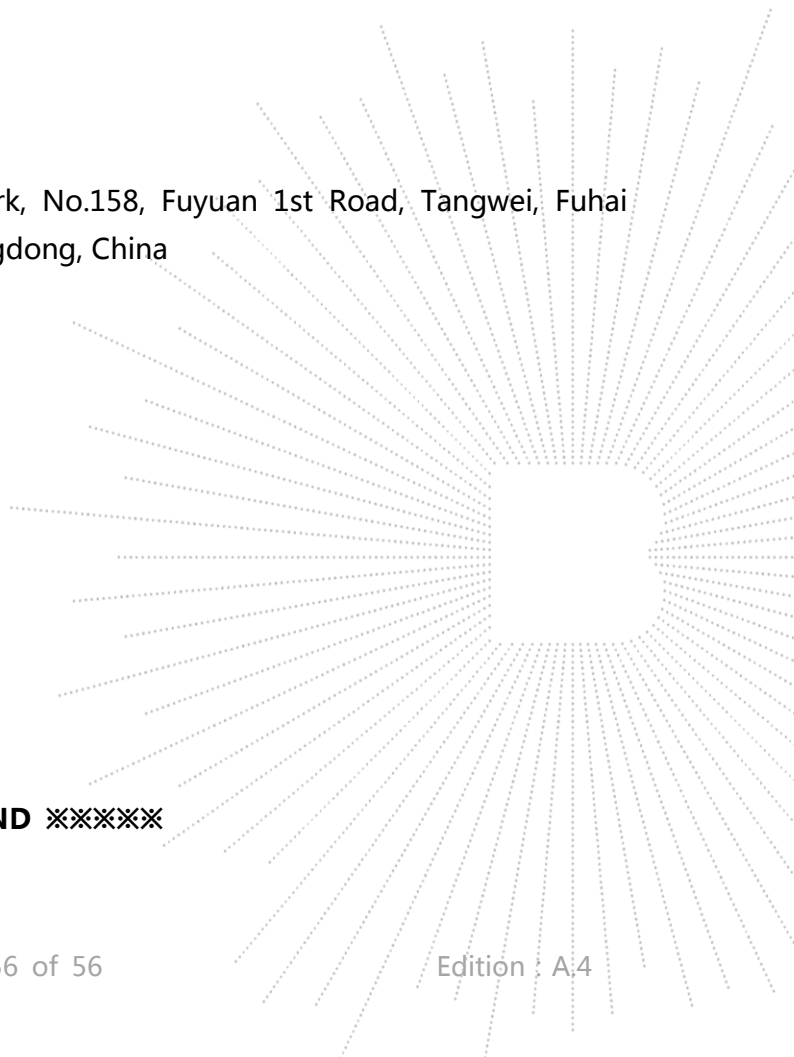 rk, No.158, Fuyuan 1st Road, Tangwei, Fuhai
gdong, China
ND ※※※※※
6 of 56 Edition : A.4